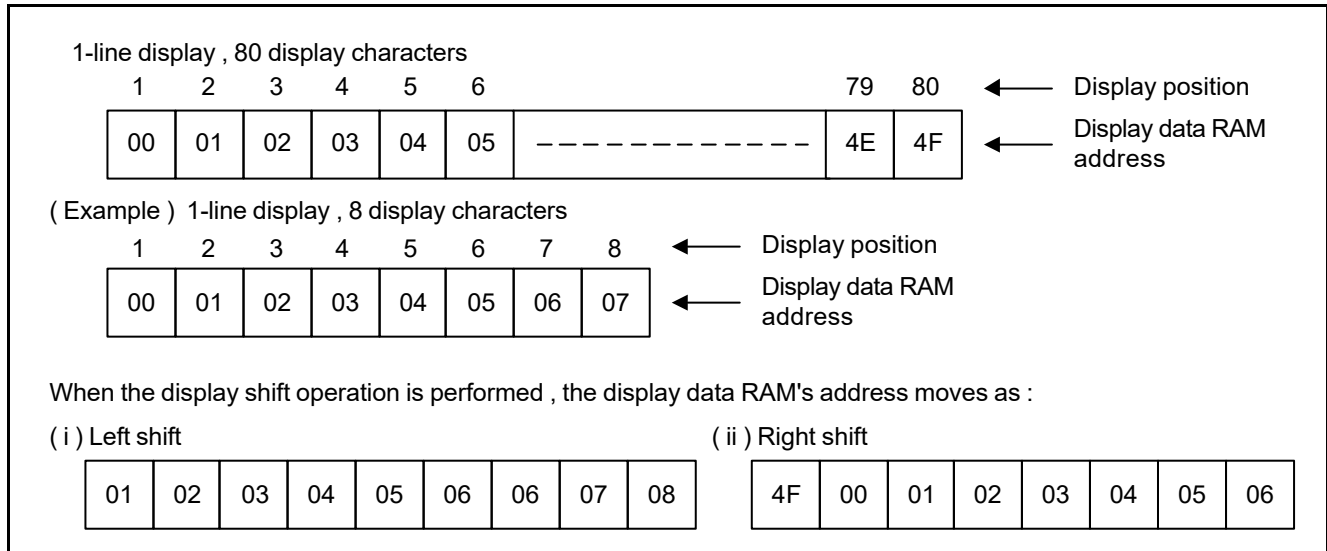 1-line display , 80 display characters
1 2 3 4 5 6 79 80 Display position
00 01 02 03 04 05 4E 4F Display data RAM address
( Example ) 1-line display , 8 display characters
1 2 3 4 5 6 7 8 Display position
00 01 02 03 04 05 06 07 Display data RAM address
When the display shift operation is performed , the display data RAM's address moves as :
( i ) Left shift ( ii ) Right shift
01 02 03 04 05 06 06 07 08 4F 00 01 02 03 04 05 06